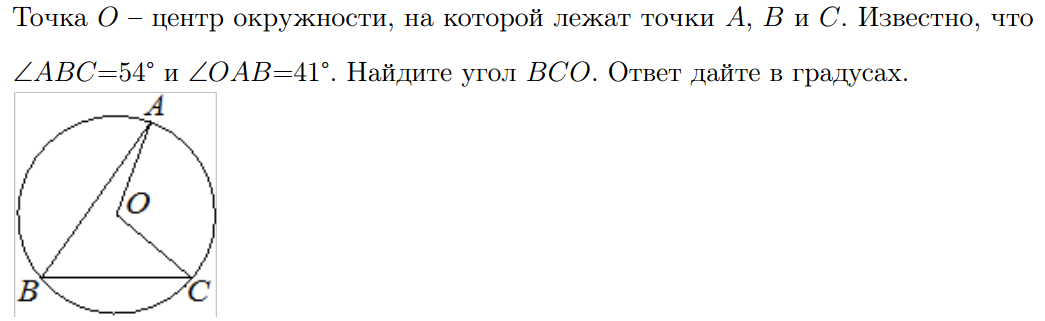 Точка O – центр окружности, на которой лежат точки A, B и C. Известно, что
∠ABC=54° и ∠OAB=41°. Найдите угол BCO. Ответ дайте в градусах.
A
O
B
C